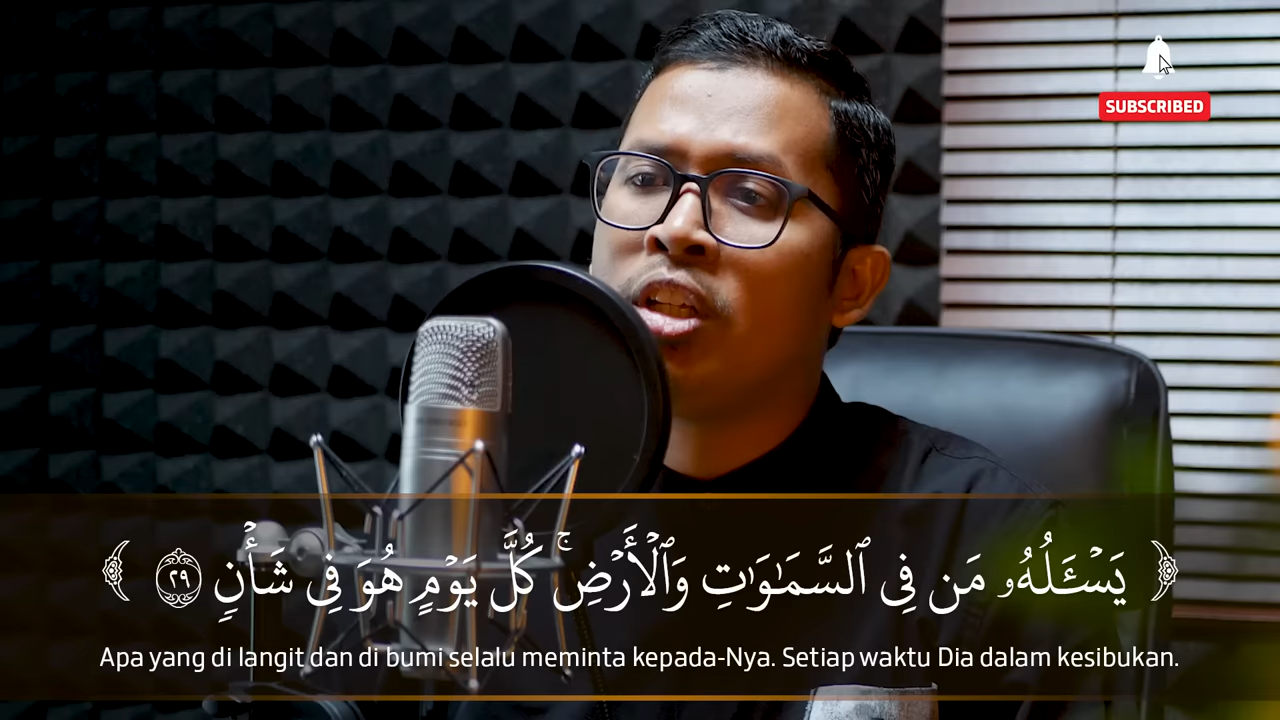 SUBSCRIBED
﴿ يَسْـَٔلُهُۥ مَن فِى ٱلسَّمَـٰوَٰتِ وَٱلْأَرْضِ ۚ كُلَّ يَوْمٍ هُوَ فِى شَأْنٍ ٢٩ ﴾
Apa yang di langit dan di bumi selalu meminta kepada-Nya. Setiap waktu Dia dalam kesibukan.